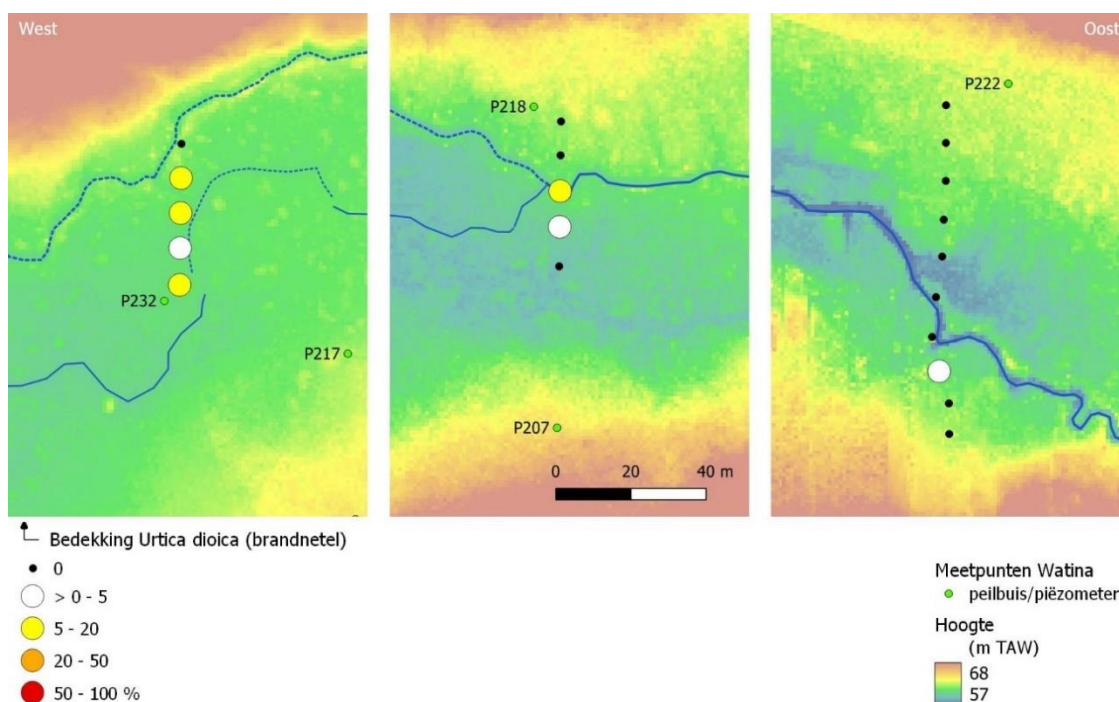 West
Oost
P222
P218
P232
P217
P207
0 20 40 m
Bedekking Urtica dioica (brandnetel)
0
> 0 - 5
5 - 20
20 - 50
50 - 100 %
Meetpunten Watina
peilbuis/piëzometer
Hoogte
(m TAW)
68
57